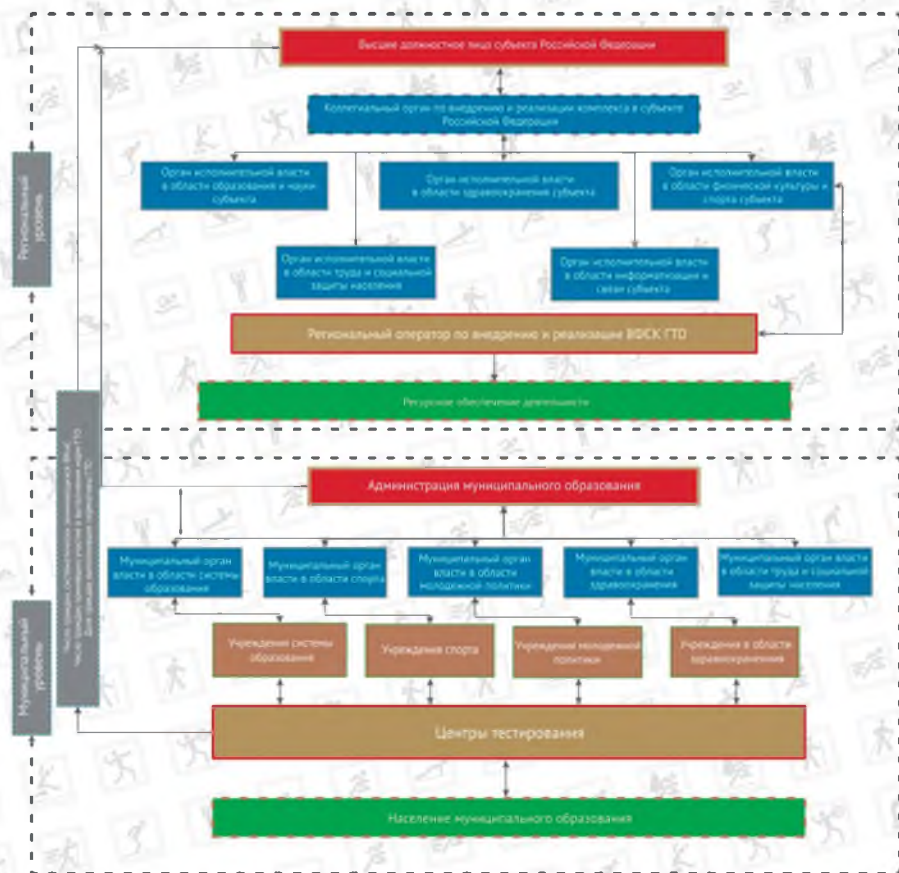 Высшее должностное лицо субъекта Российской Федерации
Коллегиальный орган по внедрению и реализации комплекса в субъекте
Российской Федерации
Орган исполнительной власти
в области образования и науки
субъекта
Орган исполнительной власти
в области здравоохранения субъекта
Орган исполнительной власти
в области физической культуры и
спорта субъекта
Региональный
уровень
Орган исполнительной власти
в области труда и социальной
защиты населения
Орган исполнительной власти
в области информатизации и
связи субъекта
Региональный оператор по внедрению и реализации ВФСК ГТО
Ресурсное обеспечение деятельности
Администрация муниципального образования
Муниципальный орган
власти в области системы
образования
Муниципальный орган
власти в области спорта
Муниципальный орган
власти в области
молодежной политики
Муниципальный орган
власти в области
здравоохранения
Муниципальный орган власти
в области труда и социальной
защиты населения
Муниципальный
уровень
Учреждения системы
образования
Учреждения спорта
Учреждения молодежной
политики
Учреждения в области
здравоохранения
Центры тестирования
Население муниципального образования